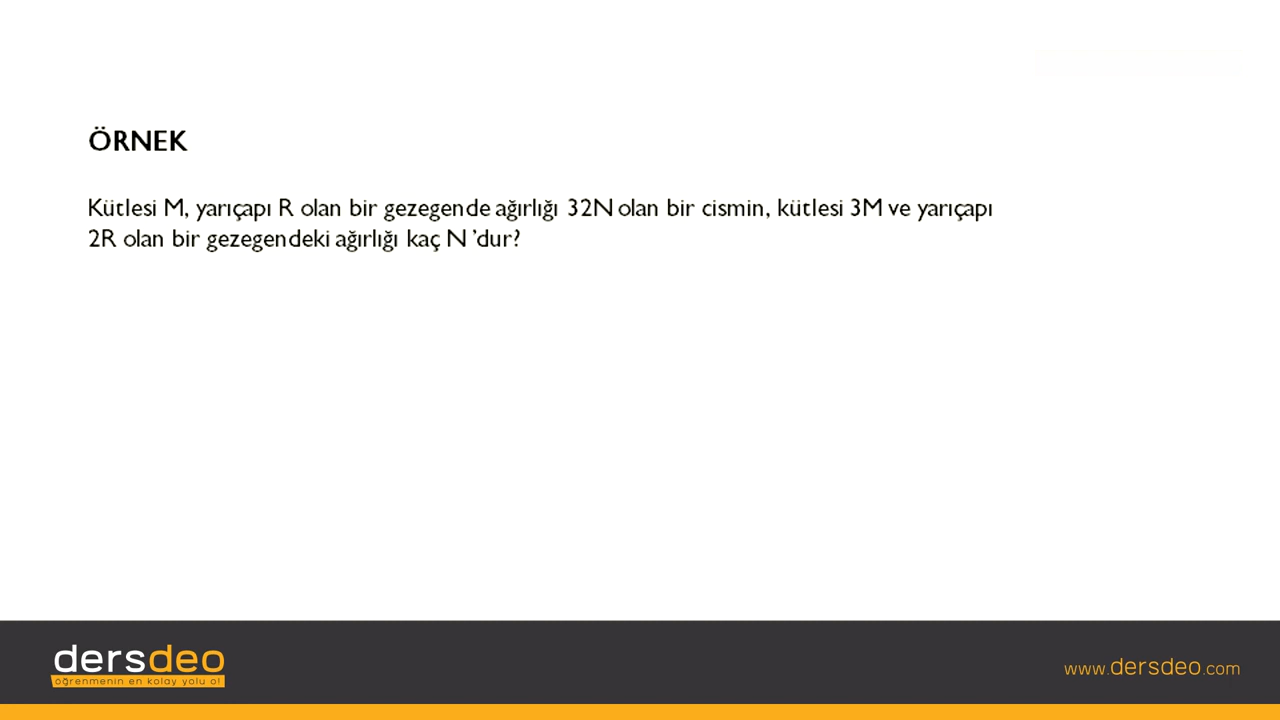 ÖRNEK
Kütlesi M, yarıçapı R olan bir gezegende ağırlığı 32N olan bir cismin, kütlesi 3M ve yarıçapı
2R olan bir gezegendeki ağırlığı kaç N ’dur?
dersdeo
öğrenmenin en kolay yolu o!
www.dersdeo.com